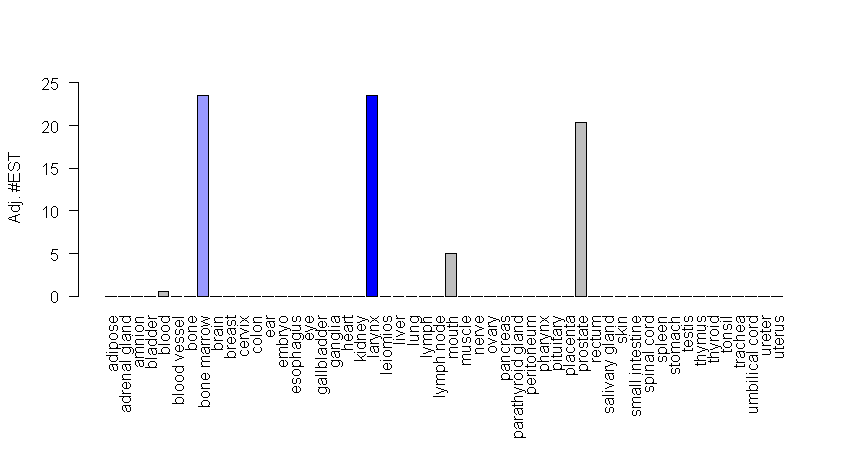 25
20
15
10
5
0
Adj. #EST
adipose
adrenal gland
amnion
bladder
blood
blood vessel
bone
bone marrow
brain
breast
cervix
colon
ear
embryo
esophagus
eye
gallbladder
ganglia
heart
kidney
larynx
leiomios
liver
lung
lymph
lymph node
mouth
muscle
nerve
ovary
pancreas
parathyroid gland
peritoneum
pharynx
pituitary
placenta
prostate
rectum
salivary gland
skin
small intestine
spinal cord
spleen
stomach
testis
thymus
thyroid
tonsil
trachea
umbilical cord
ureter
uterus